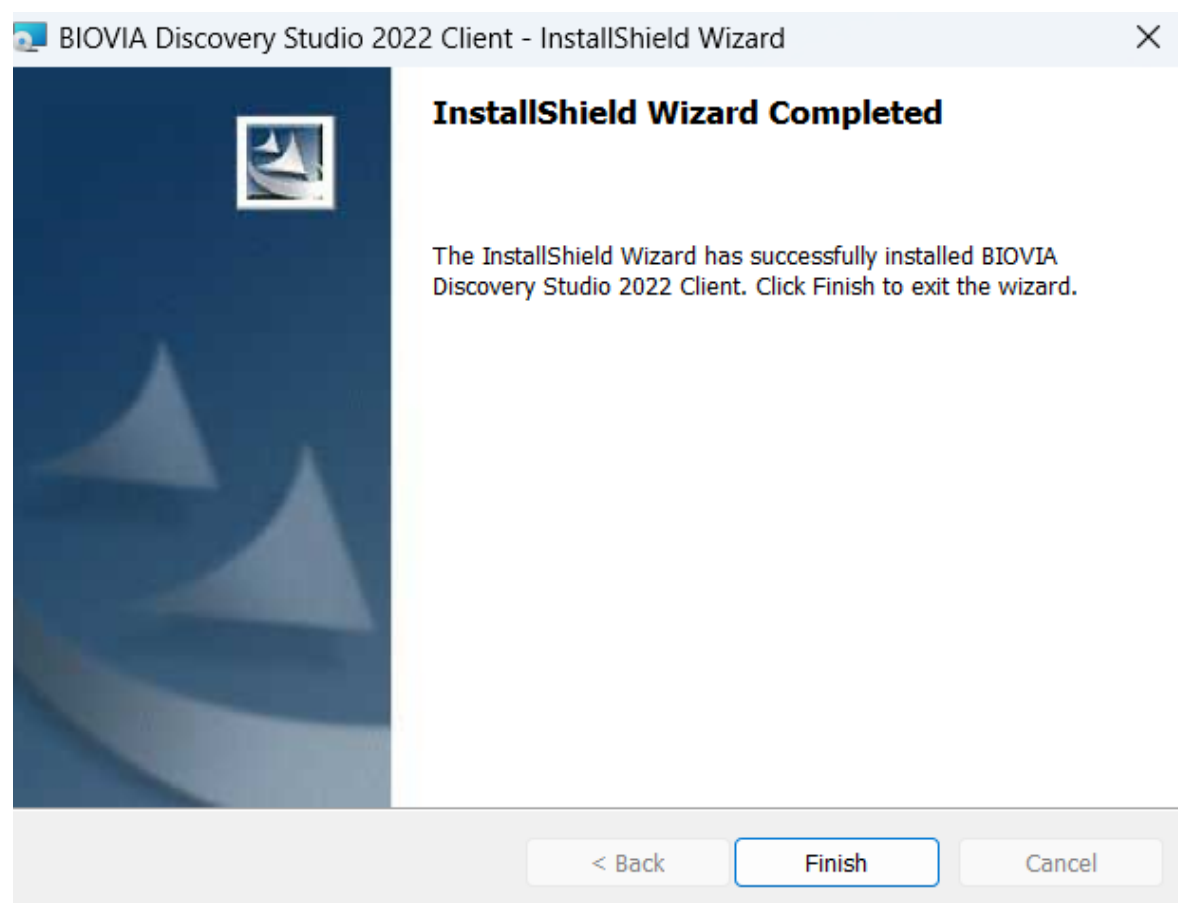 BIOVIA Discovery Studio 2022 Client - InstallShield Wizard
InstallShield Wizard Completed
The InstallShield Wizard has successfully installed BIOVIA
Discovery Studio 2022 Client. Click Finish to exit the wizard.
< Back
Finish
Cancel